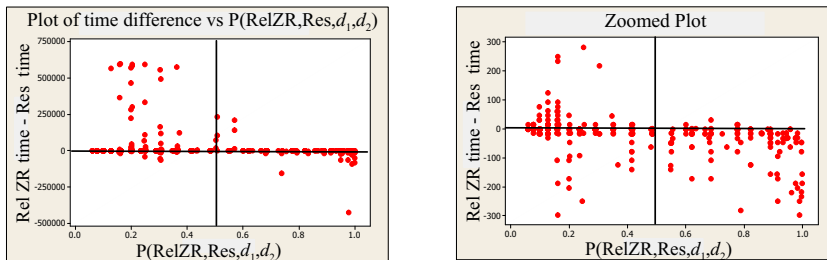 Plot of time difference vs P(RelZR,Res,d1,d2)
Rel ZR time - Res time
750000
500000
250000
0
-250000
-500000
0.0 0.2 0.4 0.6 0.8 1.0
P(RelZR,Res,d1,d2)
Zoomed Plot
Rel ZR time - Res time
300
200
100
0
-100
-200
-300
0.0 0.2 0.4 0.6 0.8 1.0
P(RelZR,Res,d1,d2)